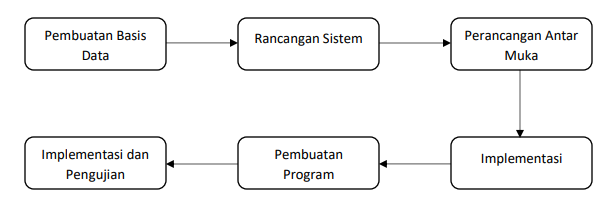 Pembuatan Basis
Data
Rancangan Sistem
Perancangan Antar
Muka
Implementasi
Pembuatan
Program
Implementasi dan
Pengujian